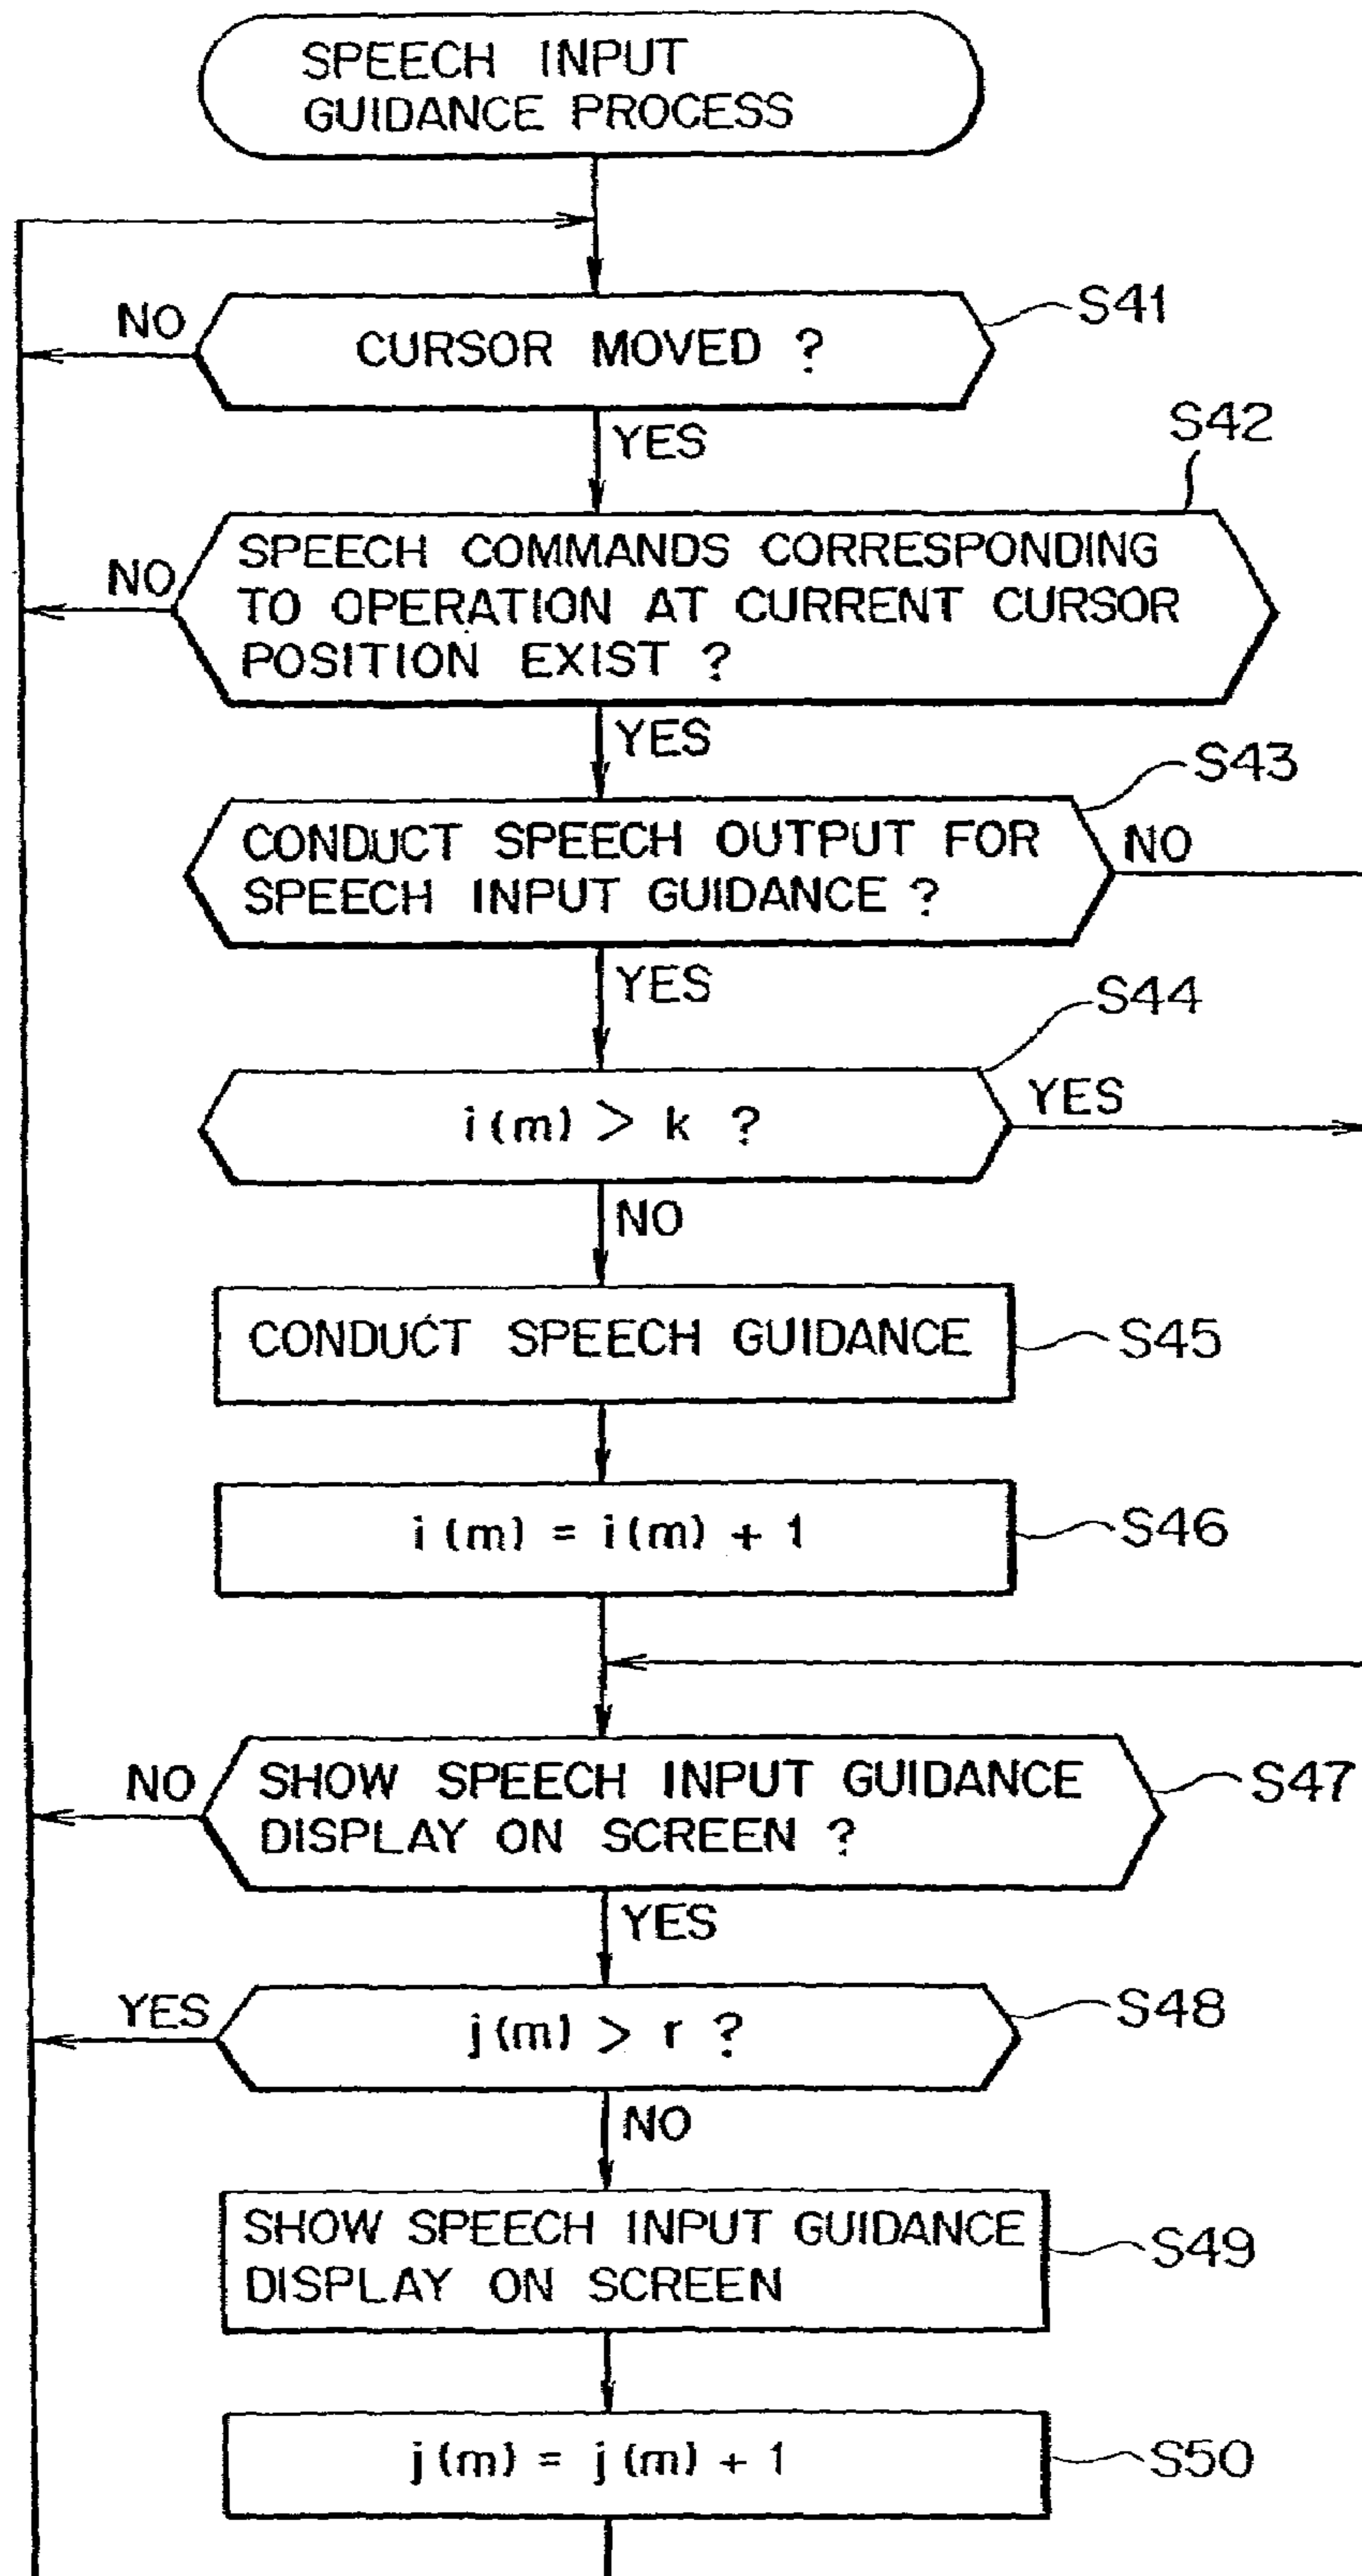 SPEECH INPUT
GUIDANCE PROCESS
NO
CURSOR MOVED ?
S41
YES
S42
NO
SPEECH COMMANDS CORRESPONDING
TO OPERATION AT CURRENT CURSOR
POSITION EXIST ?
YES
S43
CONDUCT SPEECH OUTPUT FOR
SPEECH INPUT GUIDANCE ?
NO
YES
S44
i(m) > k ?
YES
NO
CONDUCT SPEECH GUIDANCE
S45
i(m) = i(m) + 1
S46
NO
SHOW SPEECH INPUT GUIDANCE
DISPLAY ON SCREEN ?
S47
YES
YES
j(m) > r ?
S48
NO
SHOW SPEECH INPUT GUIDANCE
DISPLAY ON SCREEN
S49
j(m) = j(m) + 1
S50